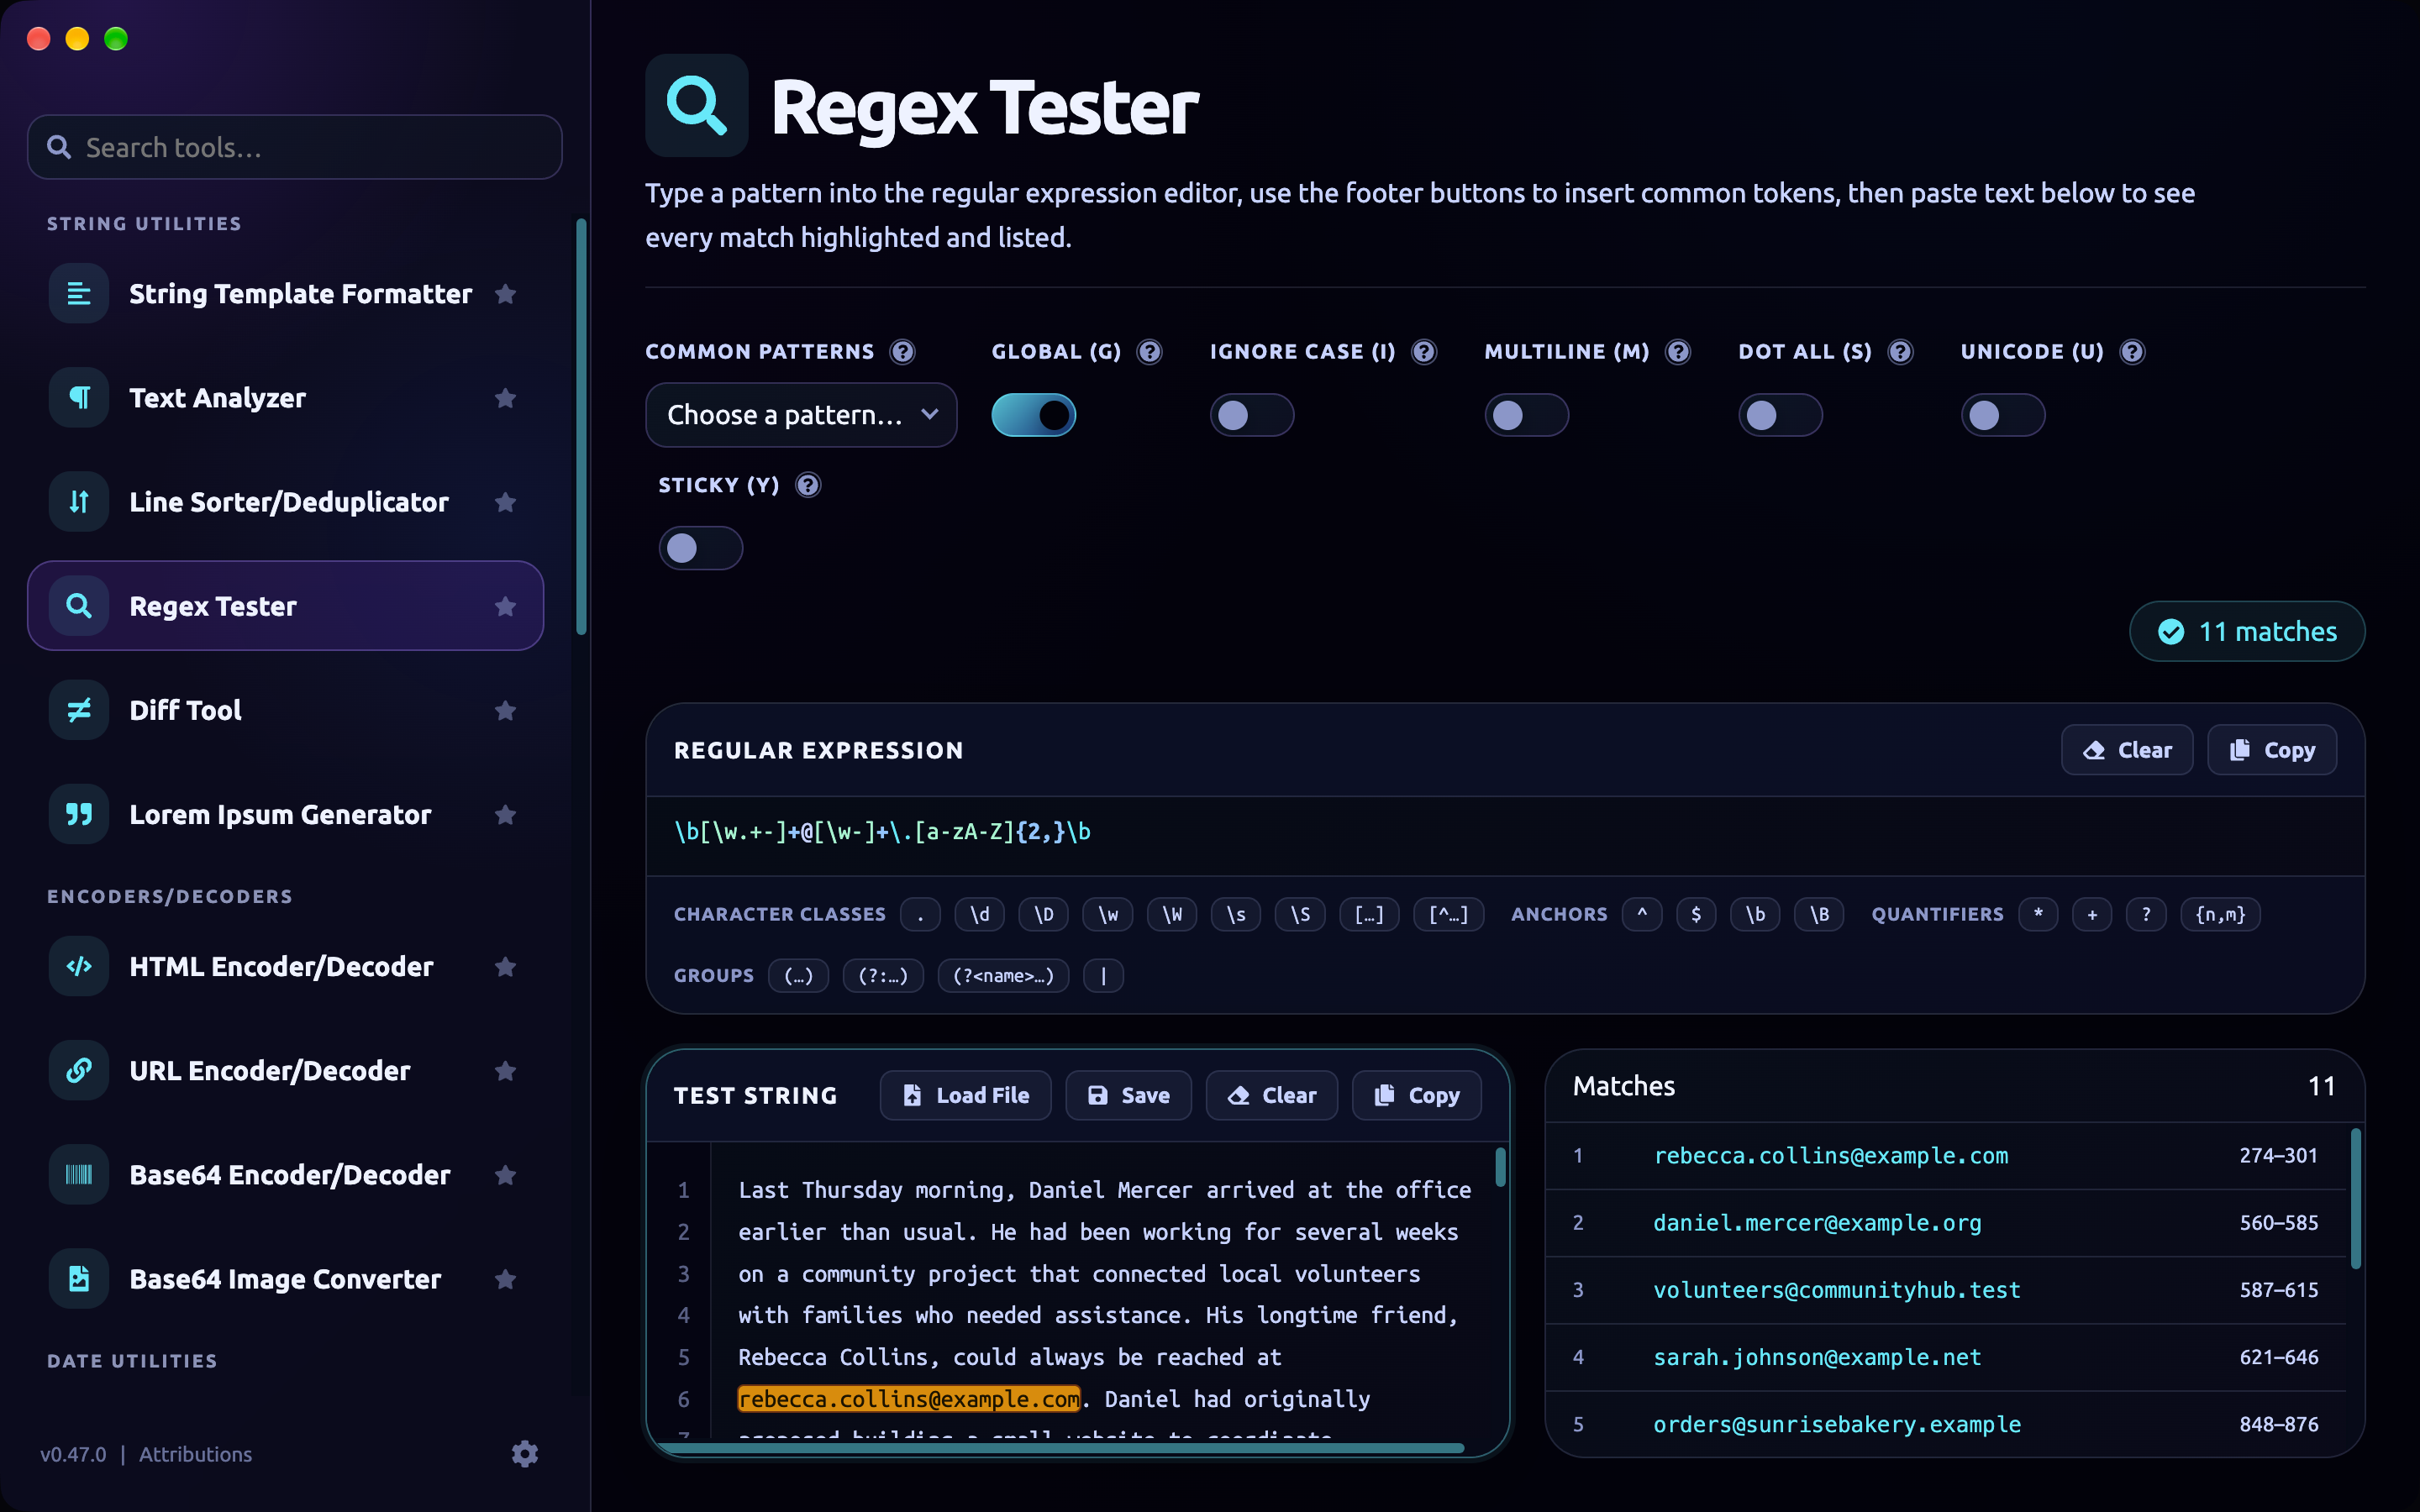 Search tools...
STRING UTILITIES
String Template Formatter
Text Analyzer
Line Sorter/Deduplicator
Regex Tester
Diff Tool
Lorem Ipsum Generator
ENCODERS/DECODERS
HTML Encoder/Decoder
URL Encoder/Decoder
Base64 Encoder/Decoder
Base64 Image Converter
DATE UTILITIES
v0.47.0 | Attributions
Regex Tester
Type a pattern into the regular expression editor, use the footer buttons to insert common tokens, then paste text below to see
every match highlighted and listed.
COMMON PATTERNS ? GLOBAL (G) ? IGNORE CASE (I) ? MULTILINE (M) ? DOT ALL (S) ? UNICODE (U) ?
Choose a pattern...
STICKY (Y) ?
11 matches
REGULAR EXPRESSION Clear Copy
\b[\w.+-]+@[\w-]+\.[a-zA-Z]{2,}\b
CHARACTER CLASSES . \d \D \w \W \s \S […] [^…] ANCHORS ^ $ \b \B QUANTIFIERS * + ? {n,m}
GROUPS (…) (?:…) (?<name>…) |
TEST STRING Load File Save Clear Copy
1 Last Thursday morning, Daniel Mercer arrived at the office
2 earlier than usual. He had been working for several weeks
3 on a community project that connected local volunteers
4 with families who needed assistance. His longtime friend,
5 Rebecca Collins, could always be reached at
6 rebecca.collins@example.com. Daniel had originally
7 proposed building a small website to coordinate
Matches 11
1 rebecca.collins@example.com 274–301
2 daniel.mercer@example.org 560–585
3 volunteers@communityhub.test 587–615
4 sarah.johnson@example.net 621–646
5 orders@sunrisebakery.example 848–876